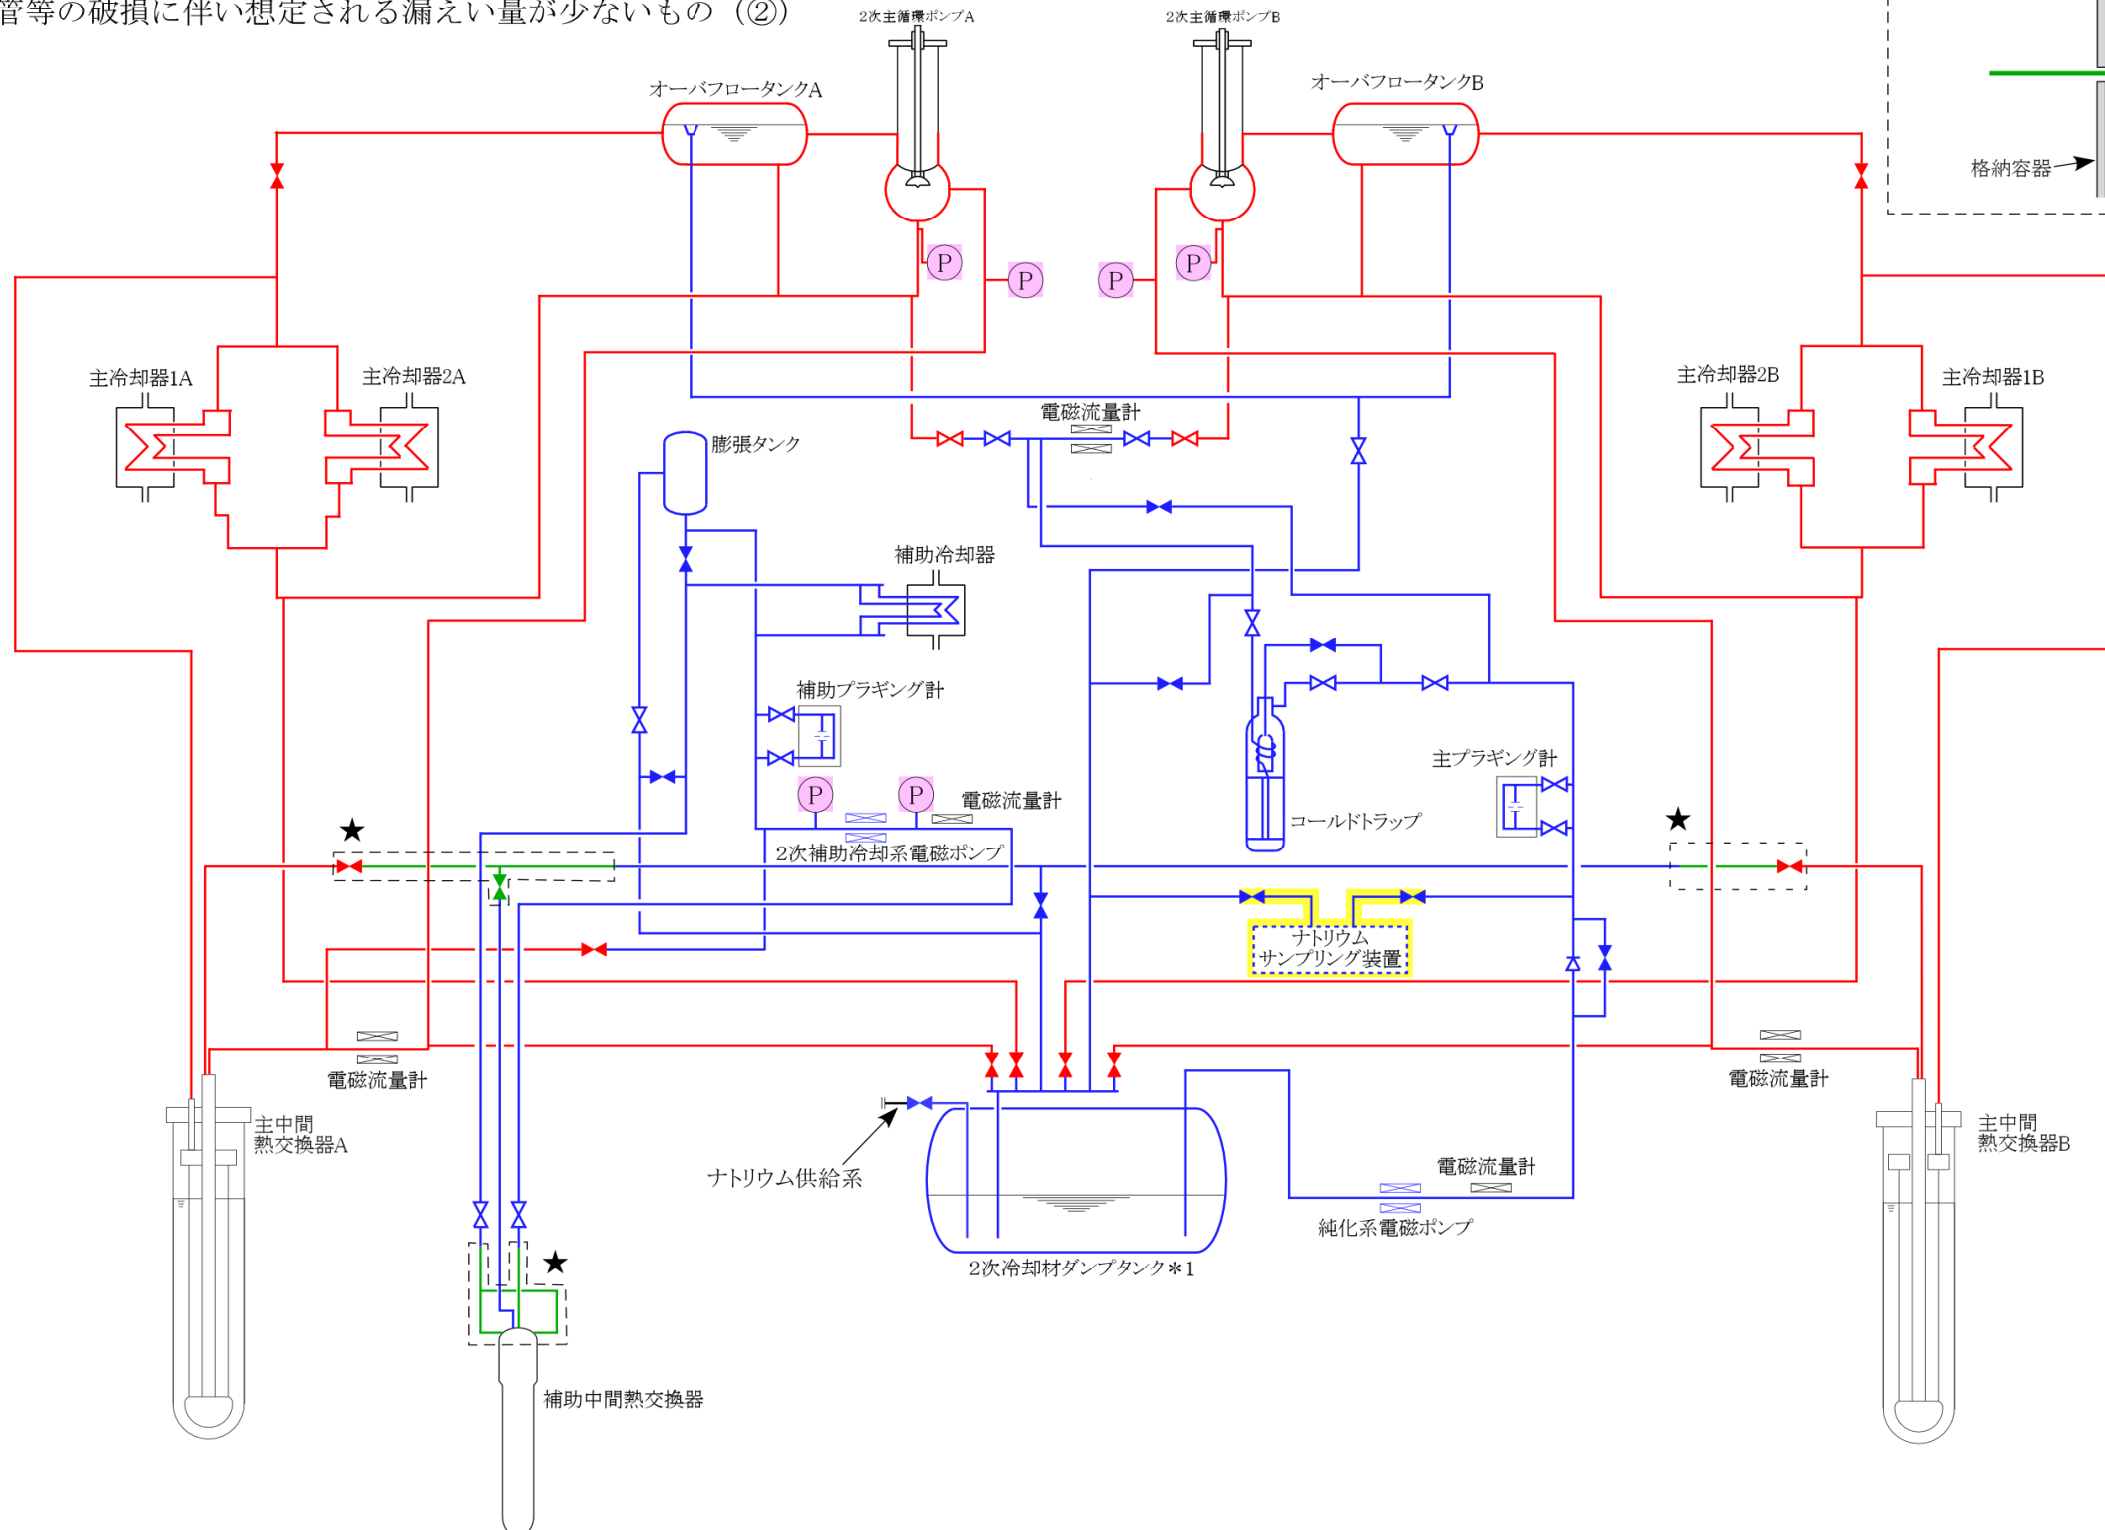 管等の破損に伴い想定される漏えい量が少ないもの（②）
2次主循環ポンプA
2次主循環ポンプB
オーバフロータンクA
オーバフロータンクB
格納容器
P
P
P
P
主冷却器1A
主冷却器2A
主冷却器2B
主冷却器1B
電磁流量計
膨張タンク
補助冷却器
補助プラギング計
主プラギング計
P
P
電磁流量計
コールドトラップ
★
★
2次補助冷却系電磁ポンプ
ナトリウム
サンプリング装置
電磁流量計
電磁流量計
主中間
熱交換器A
主中間
熱交換器B
ナトリウム供給系
電磁流量計
純化系電磁ポンプ
★
2次冷却材ダンプタンク＊1
補助中間熱交換器